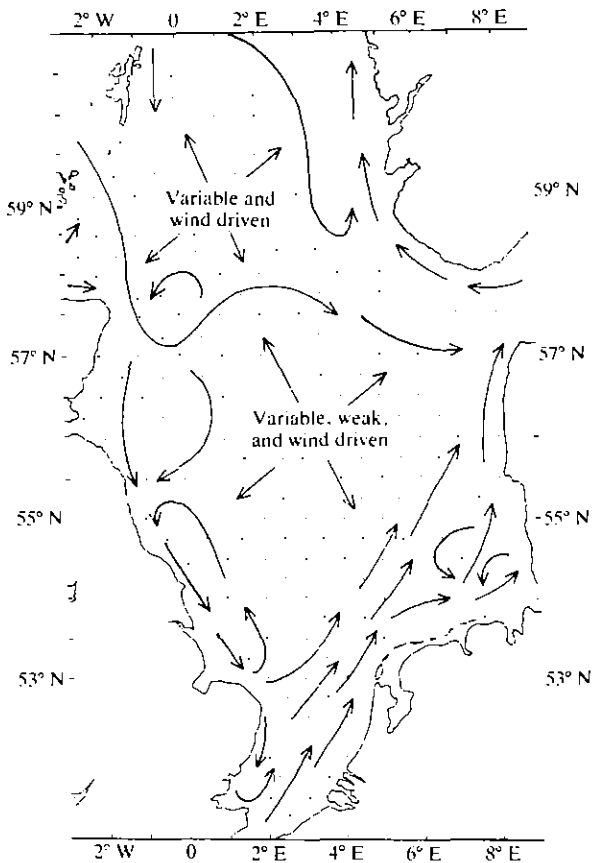 2° W 0 2° E 4° E 6° E 8° E
Variable and
wind driven
59° N 59° N
57° N 57° N
Variable, weak,
and wind driven
55° N 55° N
53° N 53° N
2° W 0 2° E 4° E 6° E 8° E